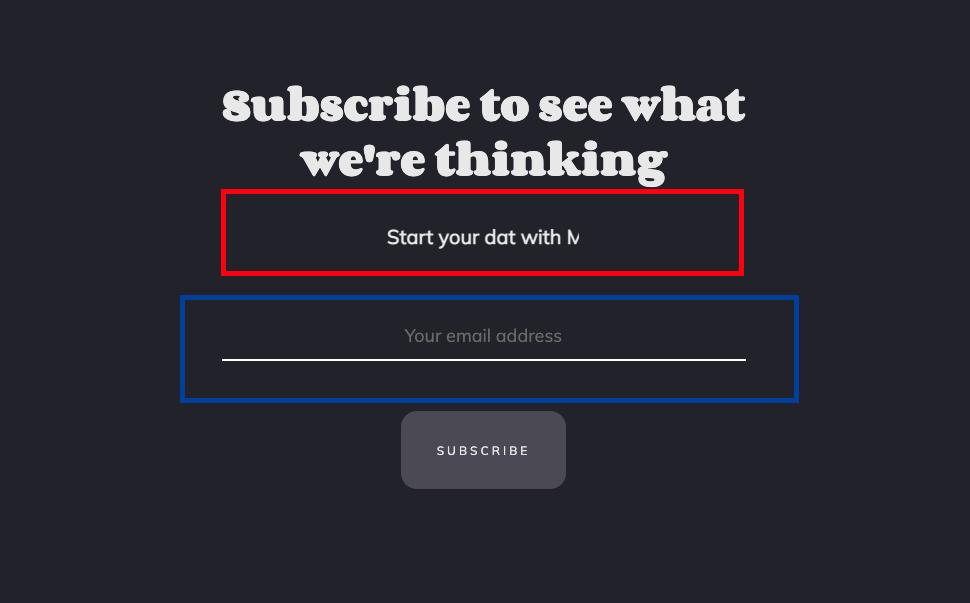 Subscribe to see what
we're thinking
Start your dat with M
Your email address
SUBSCRIBE